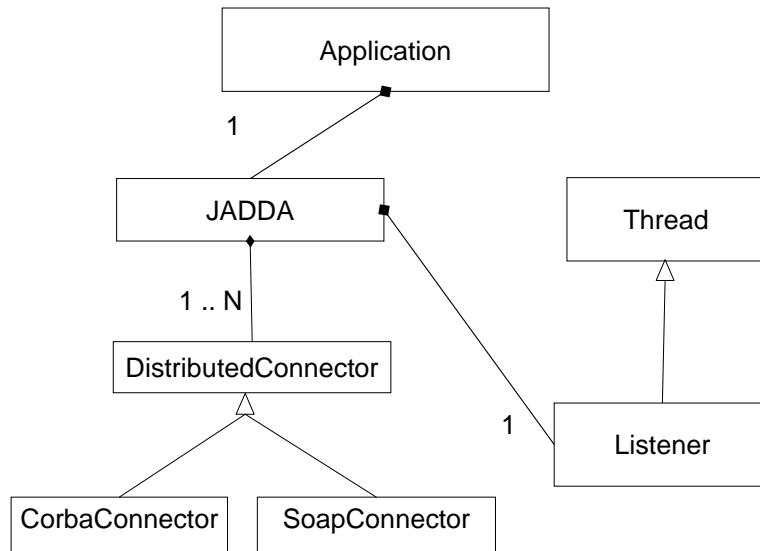 Application
1
JADDA
Thread
1 .. N
DistributedConnector
1
Listener
CorbaConnector
SoapConnector